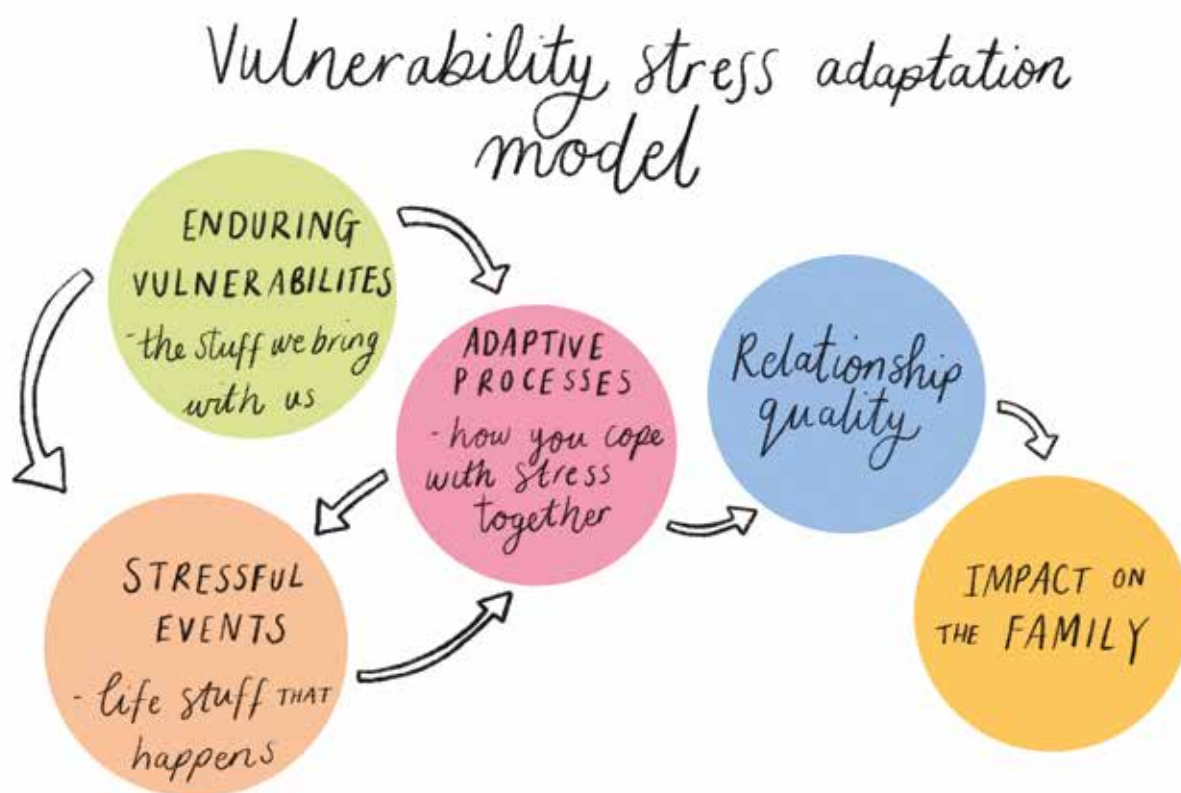 Vulnerability stress adaptation
model
ENDURING
VULNERABILITES
- the stuff we bring
with us
ADAPTIVE
PROCESSES
- how you cope
with stress
together
Relationship
quality
STRESSFUL
EVENTS
- life stuff THAT
happens
IMPACT ON
THE FAMILY